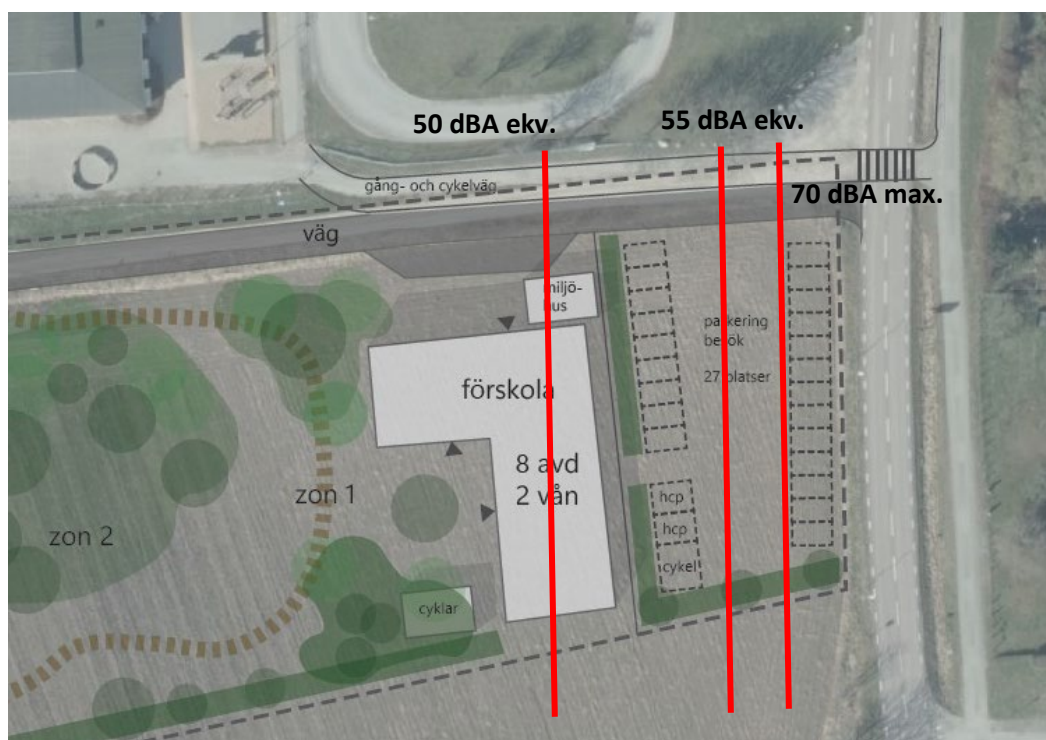 50 dBA ekv.
55 dBA ekv.
gång- och cykelväg
70 dBA max.
väg
miljö-
hus
parkering
besök
27 platser
förskola
8 avd
2 vån
zon 1
zon 2
hcp
hcp
cykel
cyklar